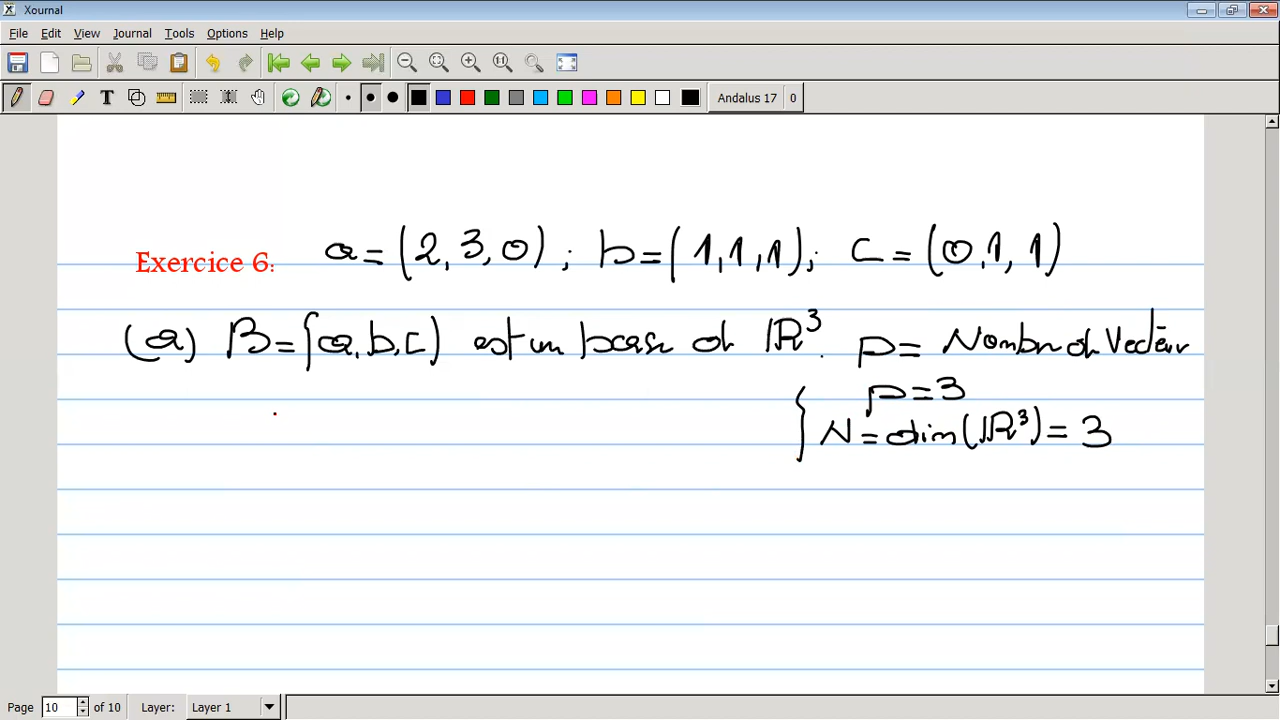 Xournal
File Edit View Journal Tools Options Help
Andalus 17 0
Exercice 6: a = (2, 3, 0) ; b = (1, 1, 1) ; c = (0, 1, 1)
(a) B = {a, b, c} est un base d ℝ³. p = Nombre d Vecteur
p = 3
N = dim(ℝ³) = 3
Page 10 of 10 Layer: Layer 1